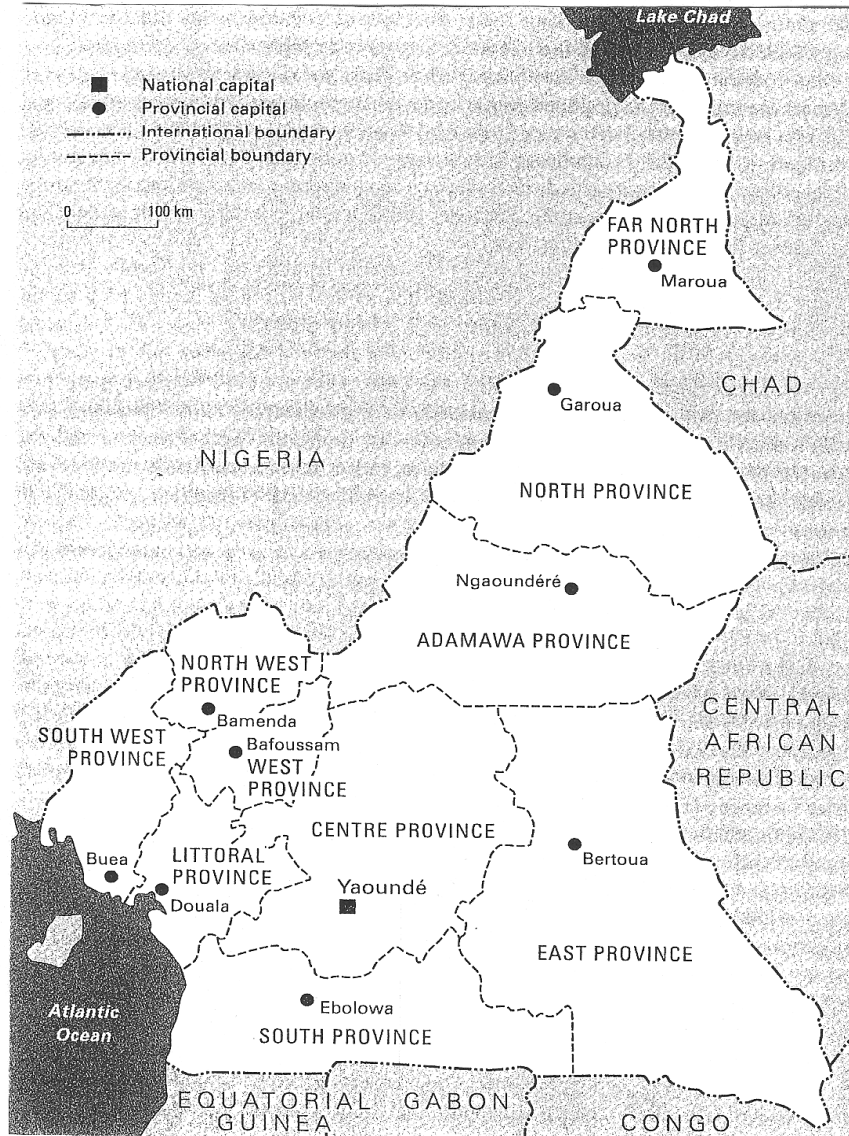 Lake Chad
National capital
Provincial capital
International boundary
Provincial boundary
0 100 km
FAR NORTH
PROVINCE
Maroua
CHAD
Garoua
NIGERIA
NORTH PROVINCE
Ngaoundéré
ADAMAWA PROVINCE
NORTH WEST
PROVINCE
Bamenda
SOUTH WEST
PROVINCE
Bafoussam
WEST
PROVINCE
CENTRAL
AFRICAN
REPUBLIC
CENTRE PROVINCE
Buea
LITTORAL
PROVINCE
Bertoua
Yaoundé
Douala
EAST PROVINCE
Atlantic
Ocean
Ebolowa
SOUTH PROVINCE
EQUATORIAL
GUINEA
GABON
CONGO